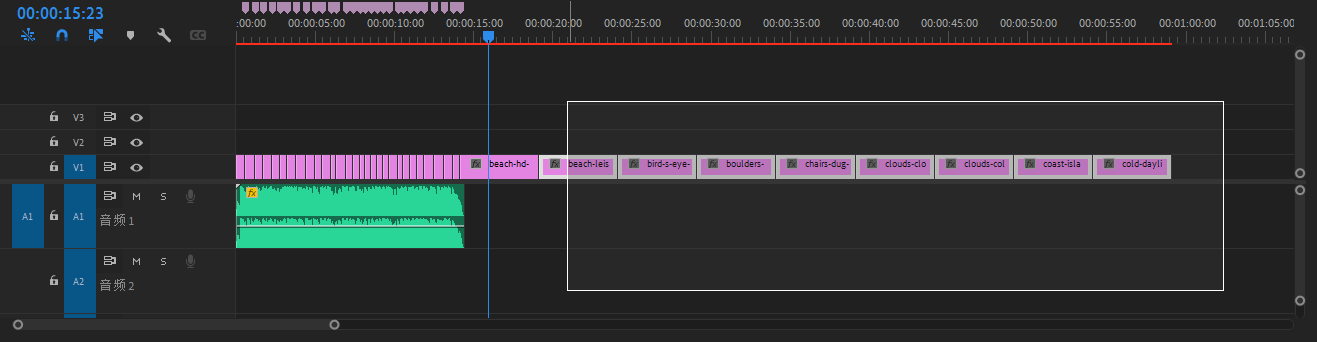 00:00:15:23
:00:00 00:00:05:00 00:00:10:00 00:00:15:00 00:00:20:00 00:00:25:00 00:00:30:00 00:00:35:00 00:00:40:00 00:00:45:00 00:00:50:00 00:00:55:00 00:01:00:00 00:01:05:00
V3
V2
V1 fx beach-hd- fx beach-leis fx bird-s-eye- fx boulders- fx chairs-dug- fx clouds-clo fx clouds-col fx coast-isla fx cold-dayli
A1 A1 M S fx
音频 1
A2 M S
音频 2